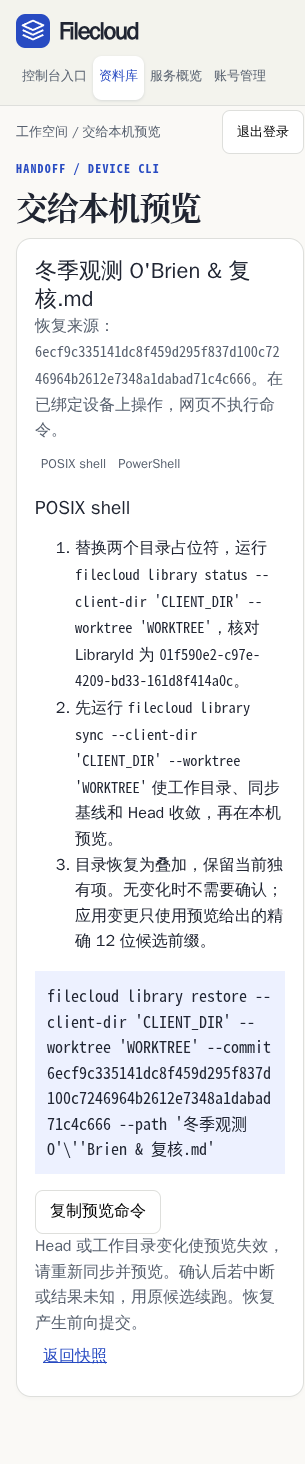 Filecloud
控制台入口 资料库 服务概览 账号管理
工作空间 / 交给本机预览 退出登录
HANDOFF / DEVICE CLI
交给本机预览
冬季观测 O'Brien & 复
核.md
恢复来源：
6ecf9c335141dc8f459d295f837d100c72
46964b2612e7348a1dabad71c4c666。在
已绑定设备上操作，网页不执行命
令。
POSIX shell PowerShell
POSIX shell
1. 替换两个目录占位符，运行
filecloud library status --
client-dir 'CLIENT_DIR' --
worktree 'WORKTREE'，核对
LibraryId 为 01f590e2-c97e-
4209-bd33-161d8f414a0c。
2. 先运行 filecloud library
sync --client-dir
'CLIENT_DIR' --worktree
'WORKTREE' 使工作目录、同步
基线和 Head 收敛，再在本机
预览。
3. 目录恢复为叠加，保留当前独
有项。无变化时不需要确认；
应用变更只使用预览给出的精
确 12 位候选前缀。
filecloud library restore --
client-dir 'CLIENT_DIR' --
worktree 'WORKTREE' --commit
6ecf9c335141dc8f459d295f837d
100c7246964b2612e7348a1dabad
71c4c666 --path '冬季观测
O'\''Brien & 复核.md'
复制预览命令
Head 或工作目录变化使预览失效，
请重新同步并预览。确认后若中断
或结果未知，用原候选续跑。恢复
产生前向提交。
返回快照